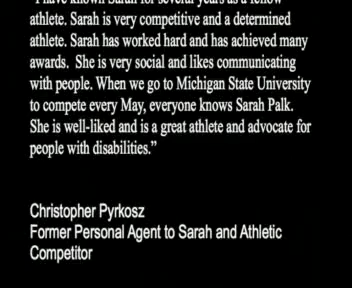 "I have known Sarah for several years as a fellow
athlete. Sarah is very competitive and a determined
athlete. Sarah has worked hard and has achieved many
awards.  She is very social and likes communicating
with people. When we go to Michigan State University
to compete every May, everyone knows Sarah Palk.
She is well-liked and is a great athlete and advocate for
people with disabilities."
Christopher Pyrkosz
Former Personal Agent to Sarah and Athletic
Competitor